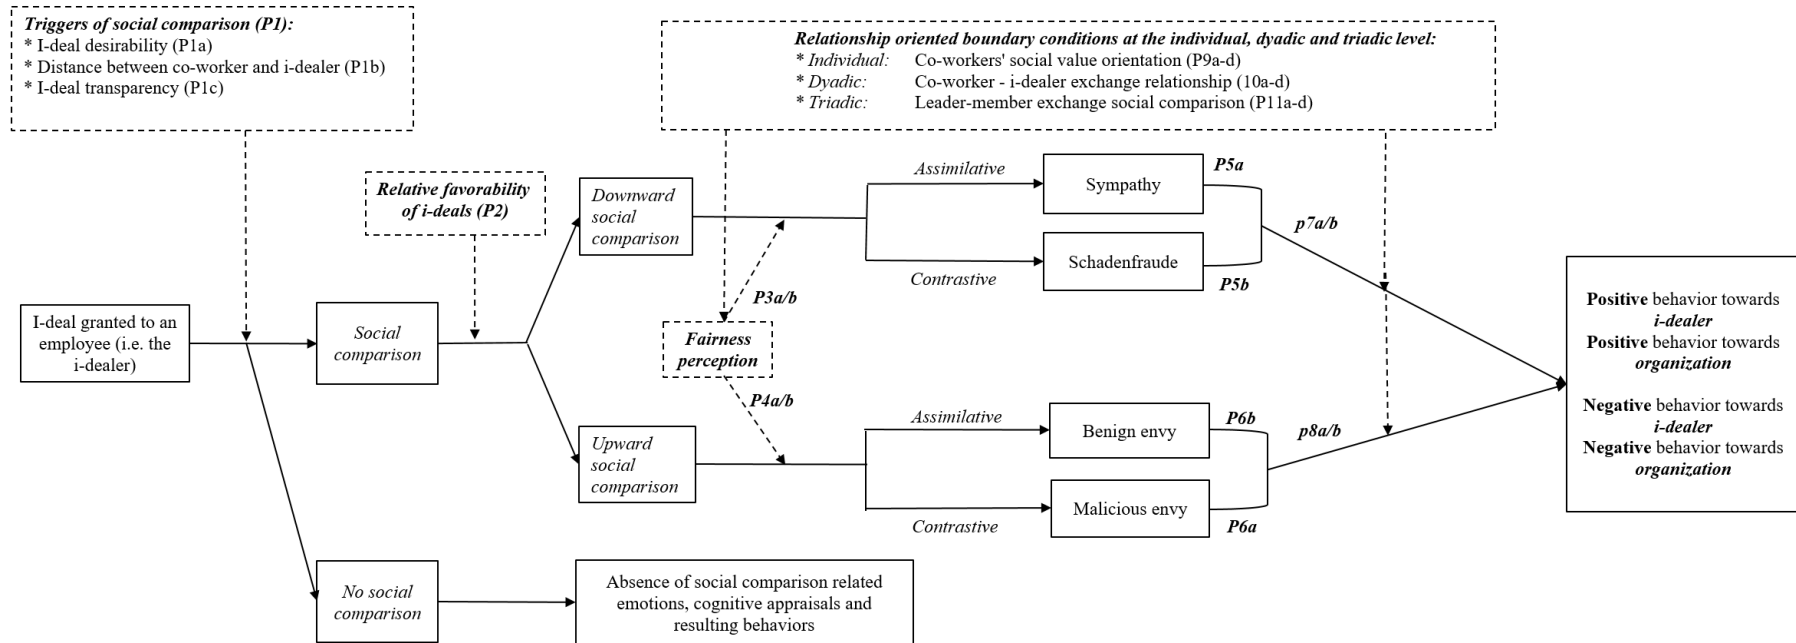 Triggers of social comparison (P1):
* I-deal desirability (P1a)
* Distance between co-worker and i-dealer (P1b)
* I-deal transparency (P1c)
Relationship oriented boundary conditions at the individual, dyadic and triadic level:
* Individual: Co-workers' social value orientation (P9a-d)
* Dyadic: Co-worker - i-dealer exchange relationship (10a-d)
* Triadic: Leader-member exchange social comparison (P11a-d)
Relative favorability
of i-deals (P2)
Downward
social
comparison
Assimilative
Sympathy
P5a
p7a/b
Contrastive
Schadenfraude
P5b
P3a/b
I-deal granted to an
employee (i.e. the
i-dealer)
Social
comparison
Fairness
perception
P4a/b
Positive behavior towards
i-dealer
Positive behavior towards
organization
Negative behavior towards
i-dealer
Negative behavior towards
organization
Upward
social
comparison
Assimilative
Benign envy
P6b
p8a/b
Contrastive
Malicious envy
P6a
No social
comparison
Absence of social comparison related
emotions, cognitive appraisals and
resulting behaviors